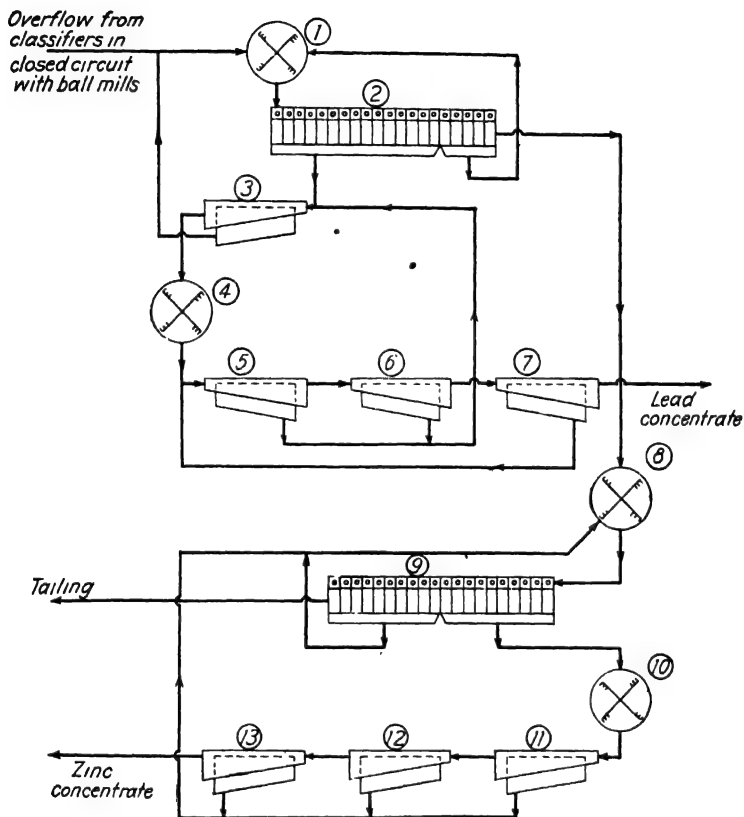 Overflow from
classifiers in
closed circuit
with ball mills
1
2
3
4
5
6
7
Lead
concentrate
8
9
Tailing
10
13
12
11
Zinc
concentrate